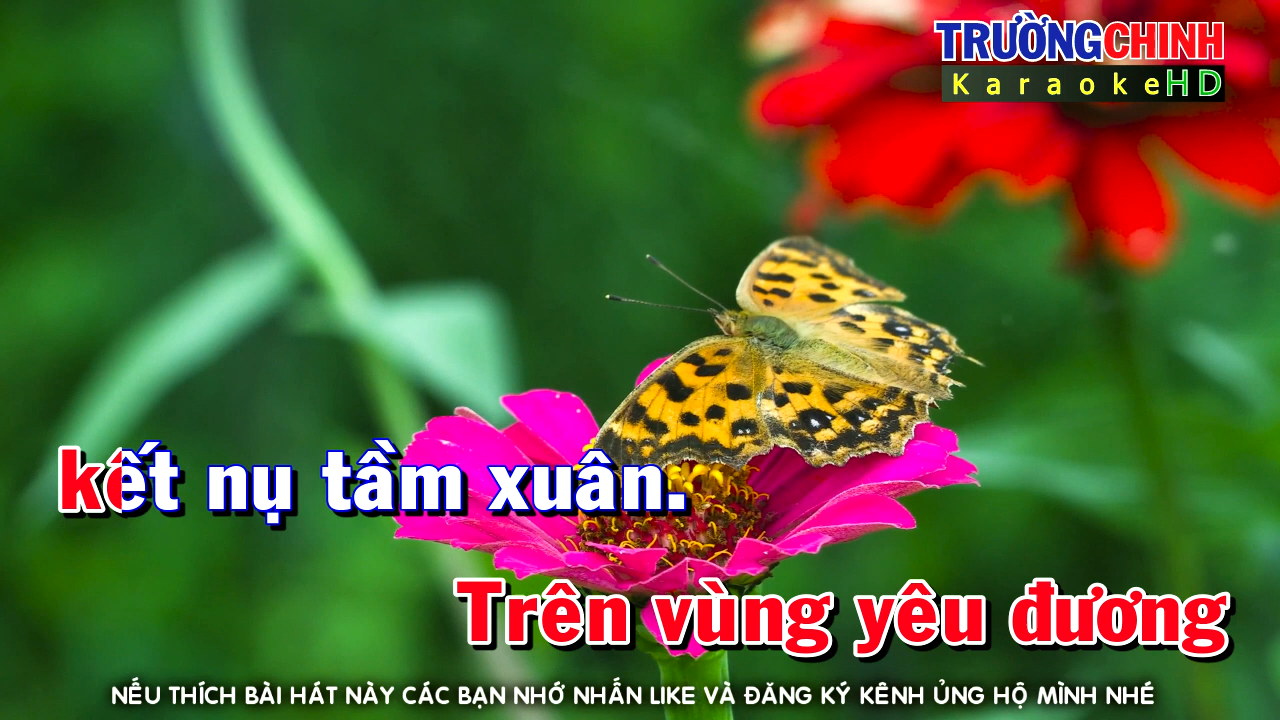 TRƯỜNGCHINH
KaraokeHD
kết nụ tầm xuân.
Trên vùng yêu đương
NẾU THÍCH BÀI HÁT NÀY CÁC BẠN NHỚ NHẤN LIKE VÀ ĐĂNG KÝ KÊNH ỦNG HỘ MÌNH NHÉ